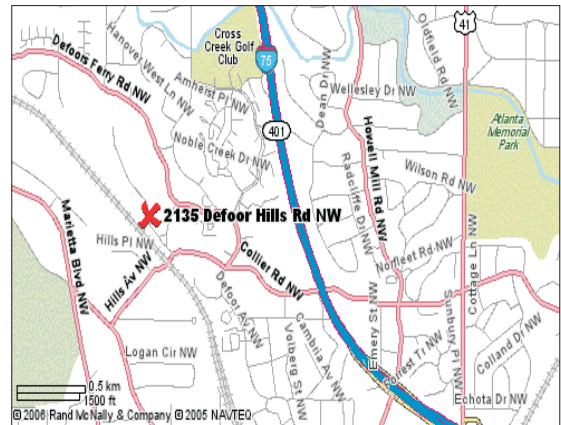 Cross
Creek Golf
Club
75
401
41
Defoors Ferry Rd NW
Hanover West Ln NW
Amherst Pl NW
Noble Creek Dr NW
Dean Dr NW
Wellesley Dr NW
Oldfield Rd NW
Atlanta
Memorial
Park
Howell Mill Rd NW
Radcliffe Dr NW
Wilson Rd NW
2135 Defoor Hills Rd NW
Marietta Blvd NW
Hills Pl NW
Hills Av NW
Collier Rd NW
Norfleet Rd NW
Cottage Ln NW
Defoor Av NW
Volberg St NW
Cambria Av NW
Emery St NW
Sunbury Pl NW
Colland Dr NW
Logan Cir NW
Echota Dr NW
0.5 km
1500 ft
© 2006 Rand McNally & Company © 2005 NAVTEQ